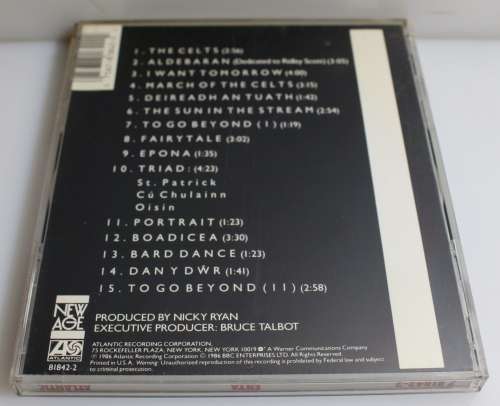 1. THE CELTS (2:56)
2. ALDEBARAN (Dedicated to Ridley Scott) (3:05)
3. I WANT TOMORROW (4:00)
4. MARCH OF THE CELTS (3:15)
5. DEIREADH AN TUATH (1:42)
6. THE SUN IN THE STREAM (2:54)
7. TO GO BEYOND (I) (1:19)
8. FAIRYTALE (3:02)
9. EPONA (1:35)
10. TRIAD: (4:23)
St. Patrick
Cú Chulainn
Oisin
11. PORTRAIT (1:23)
12. BOADICEA (3:30)
13. BARD DANCE (1:23)
14. DAN Y DŴR (1:41)
15. TO GO BEYOND (II) (2:58)
NEW
AGE
PRODUCED BY NICKY RYAN
EXECUTIVE PRODUCER: BRUCE TALBOT
ATLANTIC
81842-2
ATLANTIC RECORDING CORPORATION,
75 ROCKEFELLER PLAZA, NEW YORK, NEW YORK 10019 A Warner Communications Company
℗ 1986 Atlantic Recording Corporation © 1986 BBC ENTERPRISES LTD. All Rights Reserved.
Printed in U.S.A. Warning: Unauthorized reproduction of this recording is prohibited by Federal law and subject
to criminal prosecution.
ATLANTIC
ENYA
7 81842-2